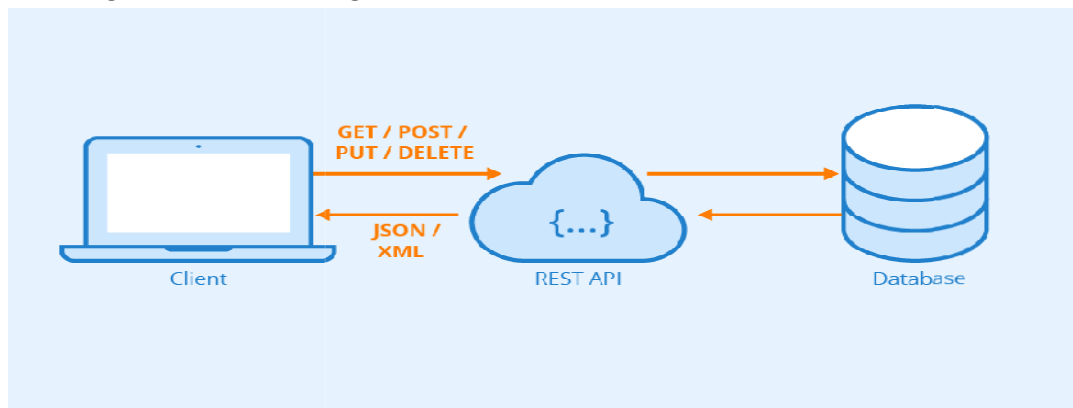 GET / POST /
PUT / DELETE
{...}
JSON /
XML
Client
REST API
Database